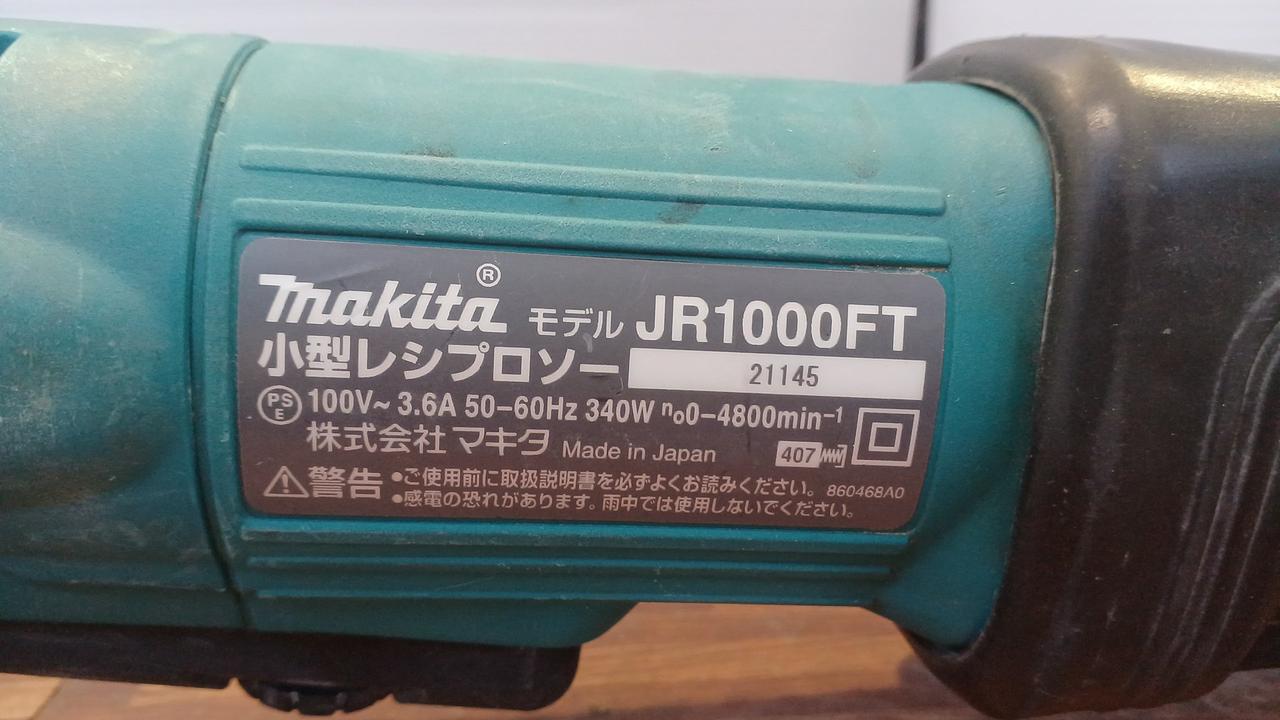 makita® モデル JR1000FT
小型レシプロソー 21145
PSE 100V~ 3.6A 50-60Hz 340W n₀0-4800min⁻¹
株式会社 マキタ Made in Japan 407
⚠警告 •ご使用前に取扱説明書を必ずよくお読みください。 860468A0
•感電の恐れがあります。雨中では使用しないでください。